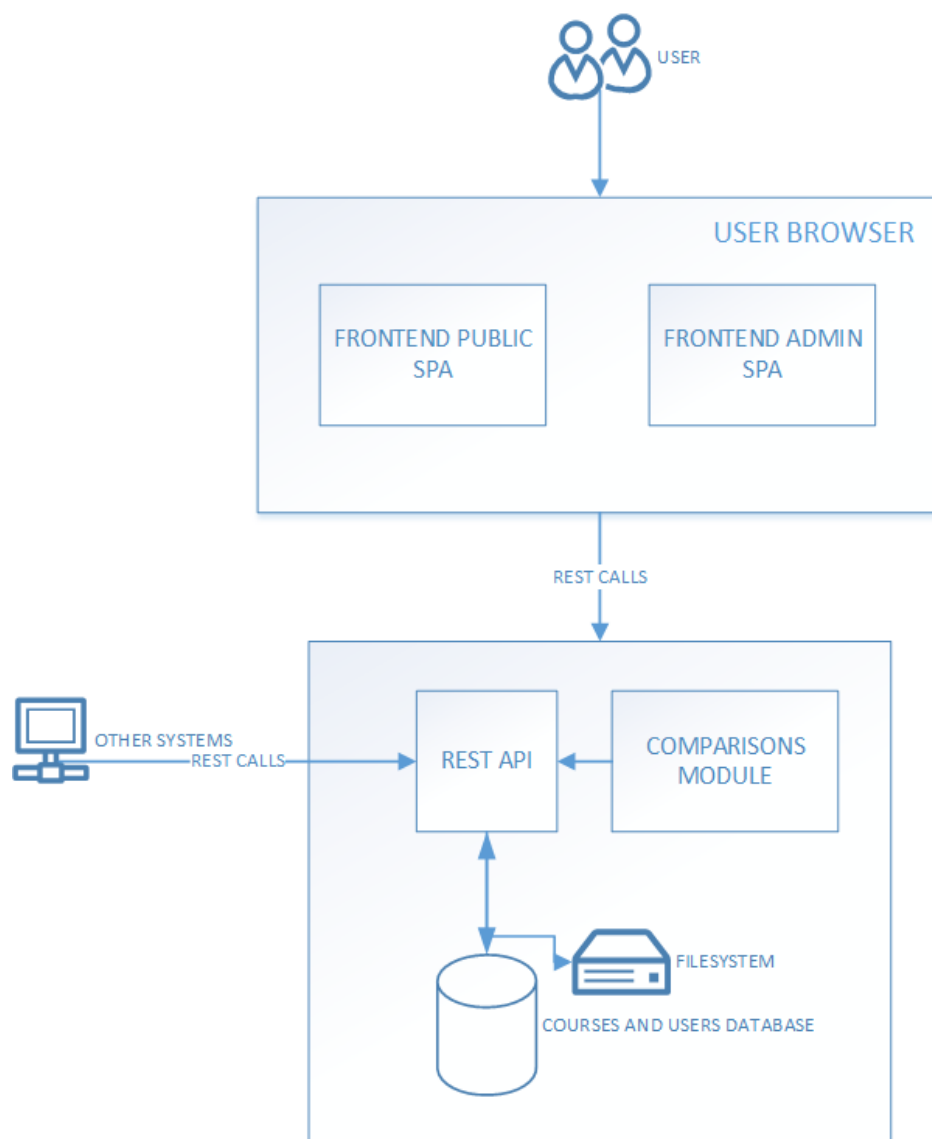 USER
USER BROWSER
FRONTEND PUBLIC
SPA
FRONTEND ADMIN
SPA
REST CALLS
OTHER SYSTEMS
REST CALLS
REST API
COMPARISONS
MODULE
FILESYSTEM
COURSES AND USERS DATABASE